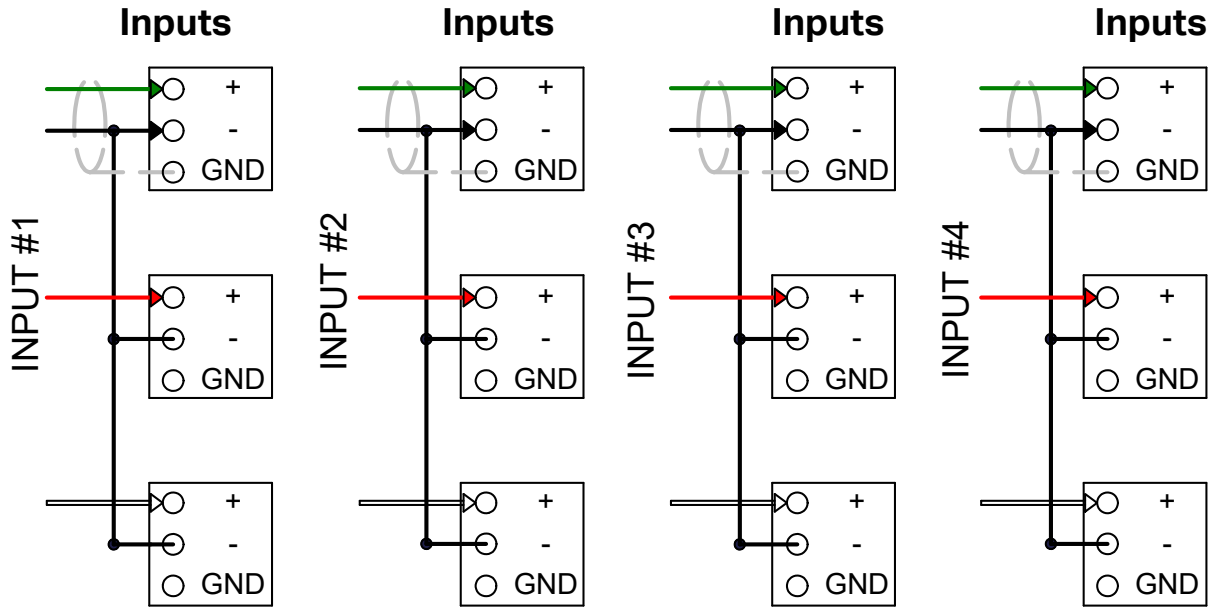 Inputs
Inputs
Inputs
Inputs
+
-
GND
+
-
GND
+
-
GND
+
-
GND
INPUT #1
INPUT #2
INPUT #3
INPUT #4
+
-
GND
+
-
GND
+
-
GND
+
-
GND
+
-
GND
+
-
GND
+
-
GND
+
-
GND